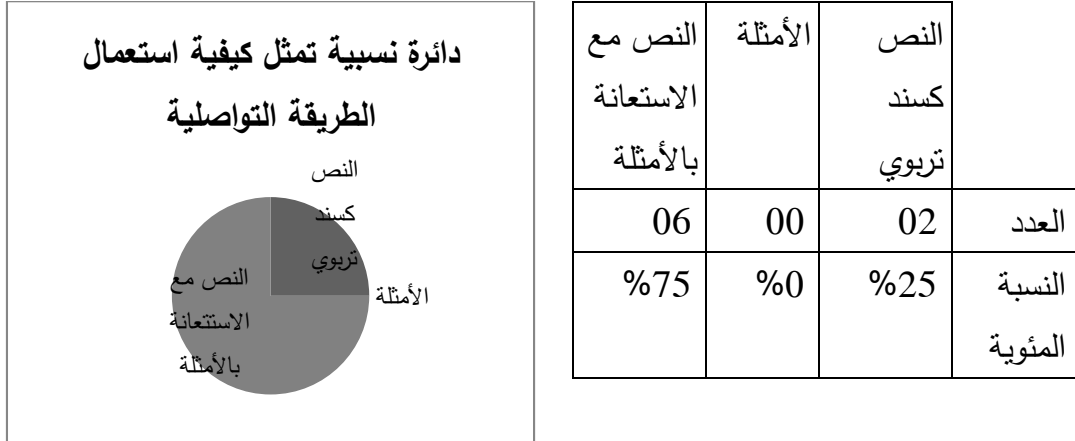 دائرة نسبية تمثل كيفية استعمال
الطريقة التواصلية
النص
كسند
تربوي
الأمثلة
النص مع
الاستتعانة
بالأمثلة
النص
كسند
تربوي
الأمثلة
النص مع
الاستعانة
بالأمثلة
العدد
02
00
06
النسبة
المئوية
%25
%0
%75